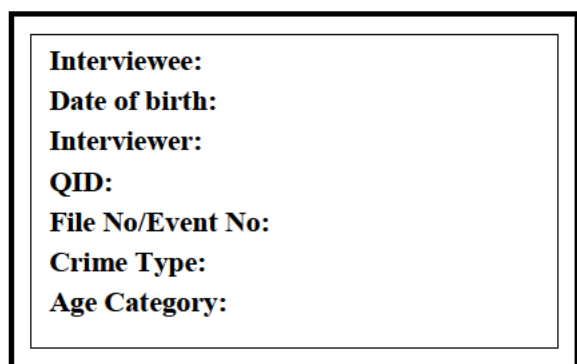 Interviewee:
Date of birth:
Interviewer:
QID:
File No/Event No:
Crime Type:
Age Category: